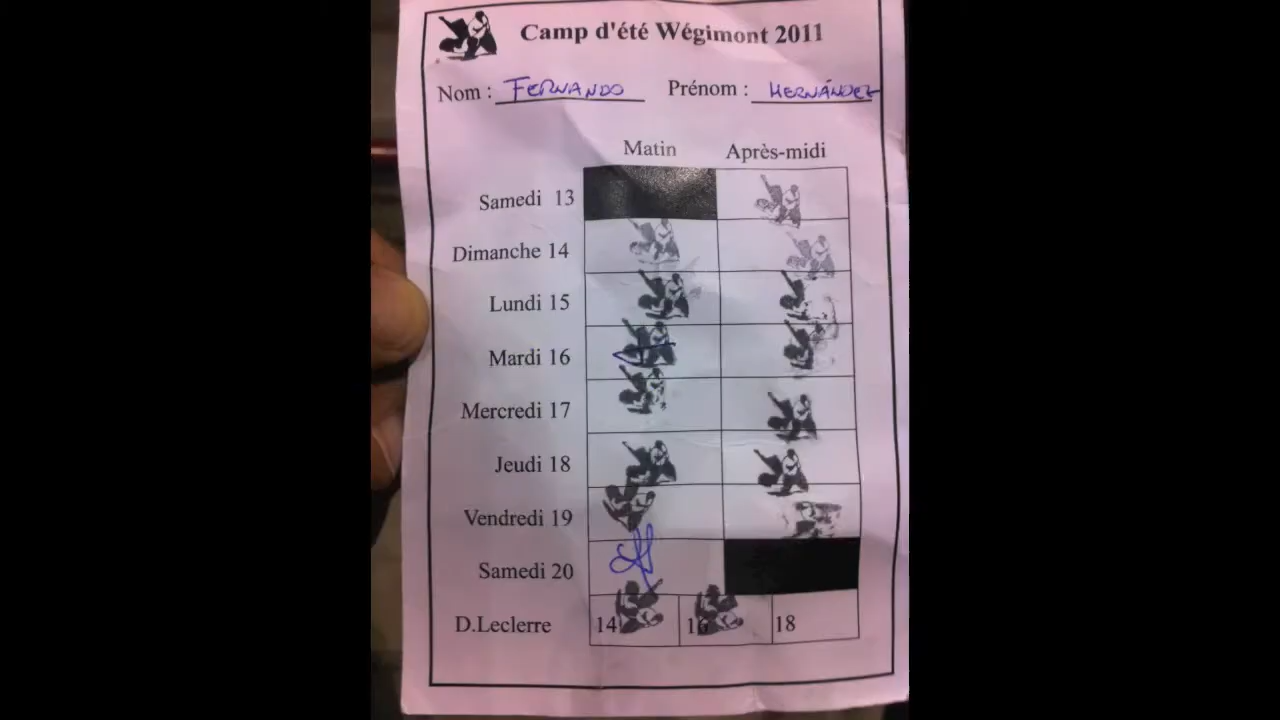 Camp d'été Wégimont 2011
Nom : FERNANDO Prénom : HERNÁNDEZ
Matin Après-midi
Samedi 13
Dimanche 14
Lundi 15
Mardi 16
Mercredi 17
Jeudi 18
Vendredi 19
Samedi 20
D.Leclerre 14 16 18